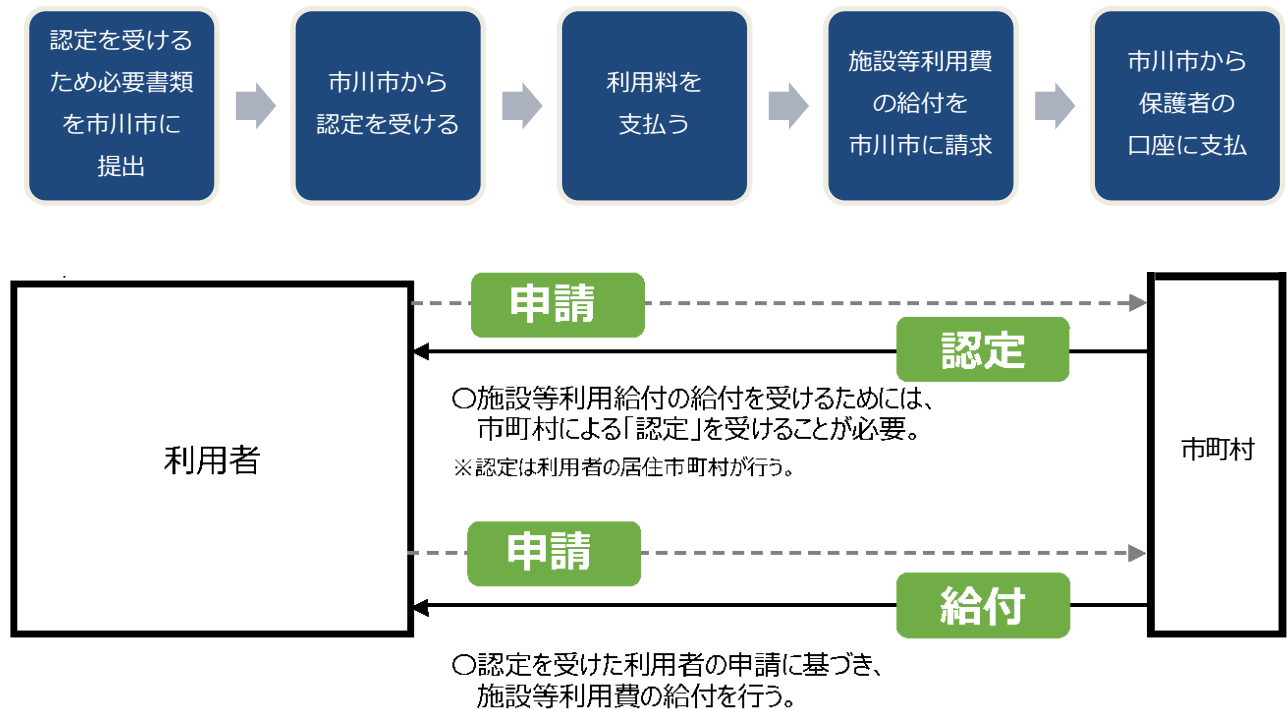 認定を受ける
ため必要書類
を市川市に
提出
市川市から
認定を受ける
利用料を
支払う
施設等利用費
の給付を
市川市に請求
市川市から
保護者の
口座に支払
申請
認定
〇施設等利用給付の給付を受けるためには、
市町村による「認定」を受けることが必要。
※認定は利用者の居住市町村が行う。
利用者
市町村
申請
給付
〇認定を受けた利用者の申請に基づき、
施設等利用費の給付を行う。